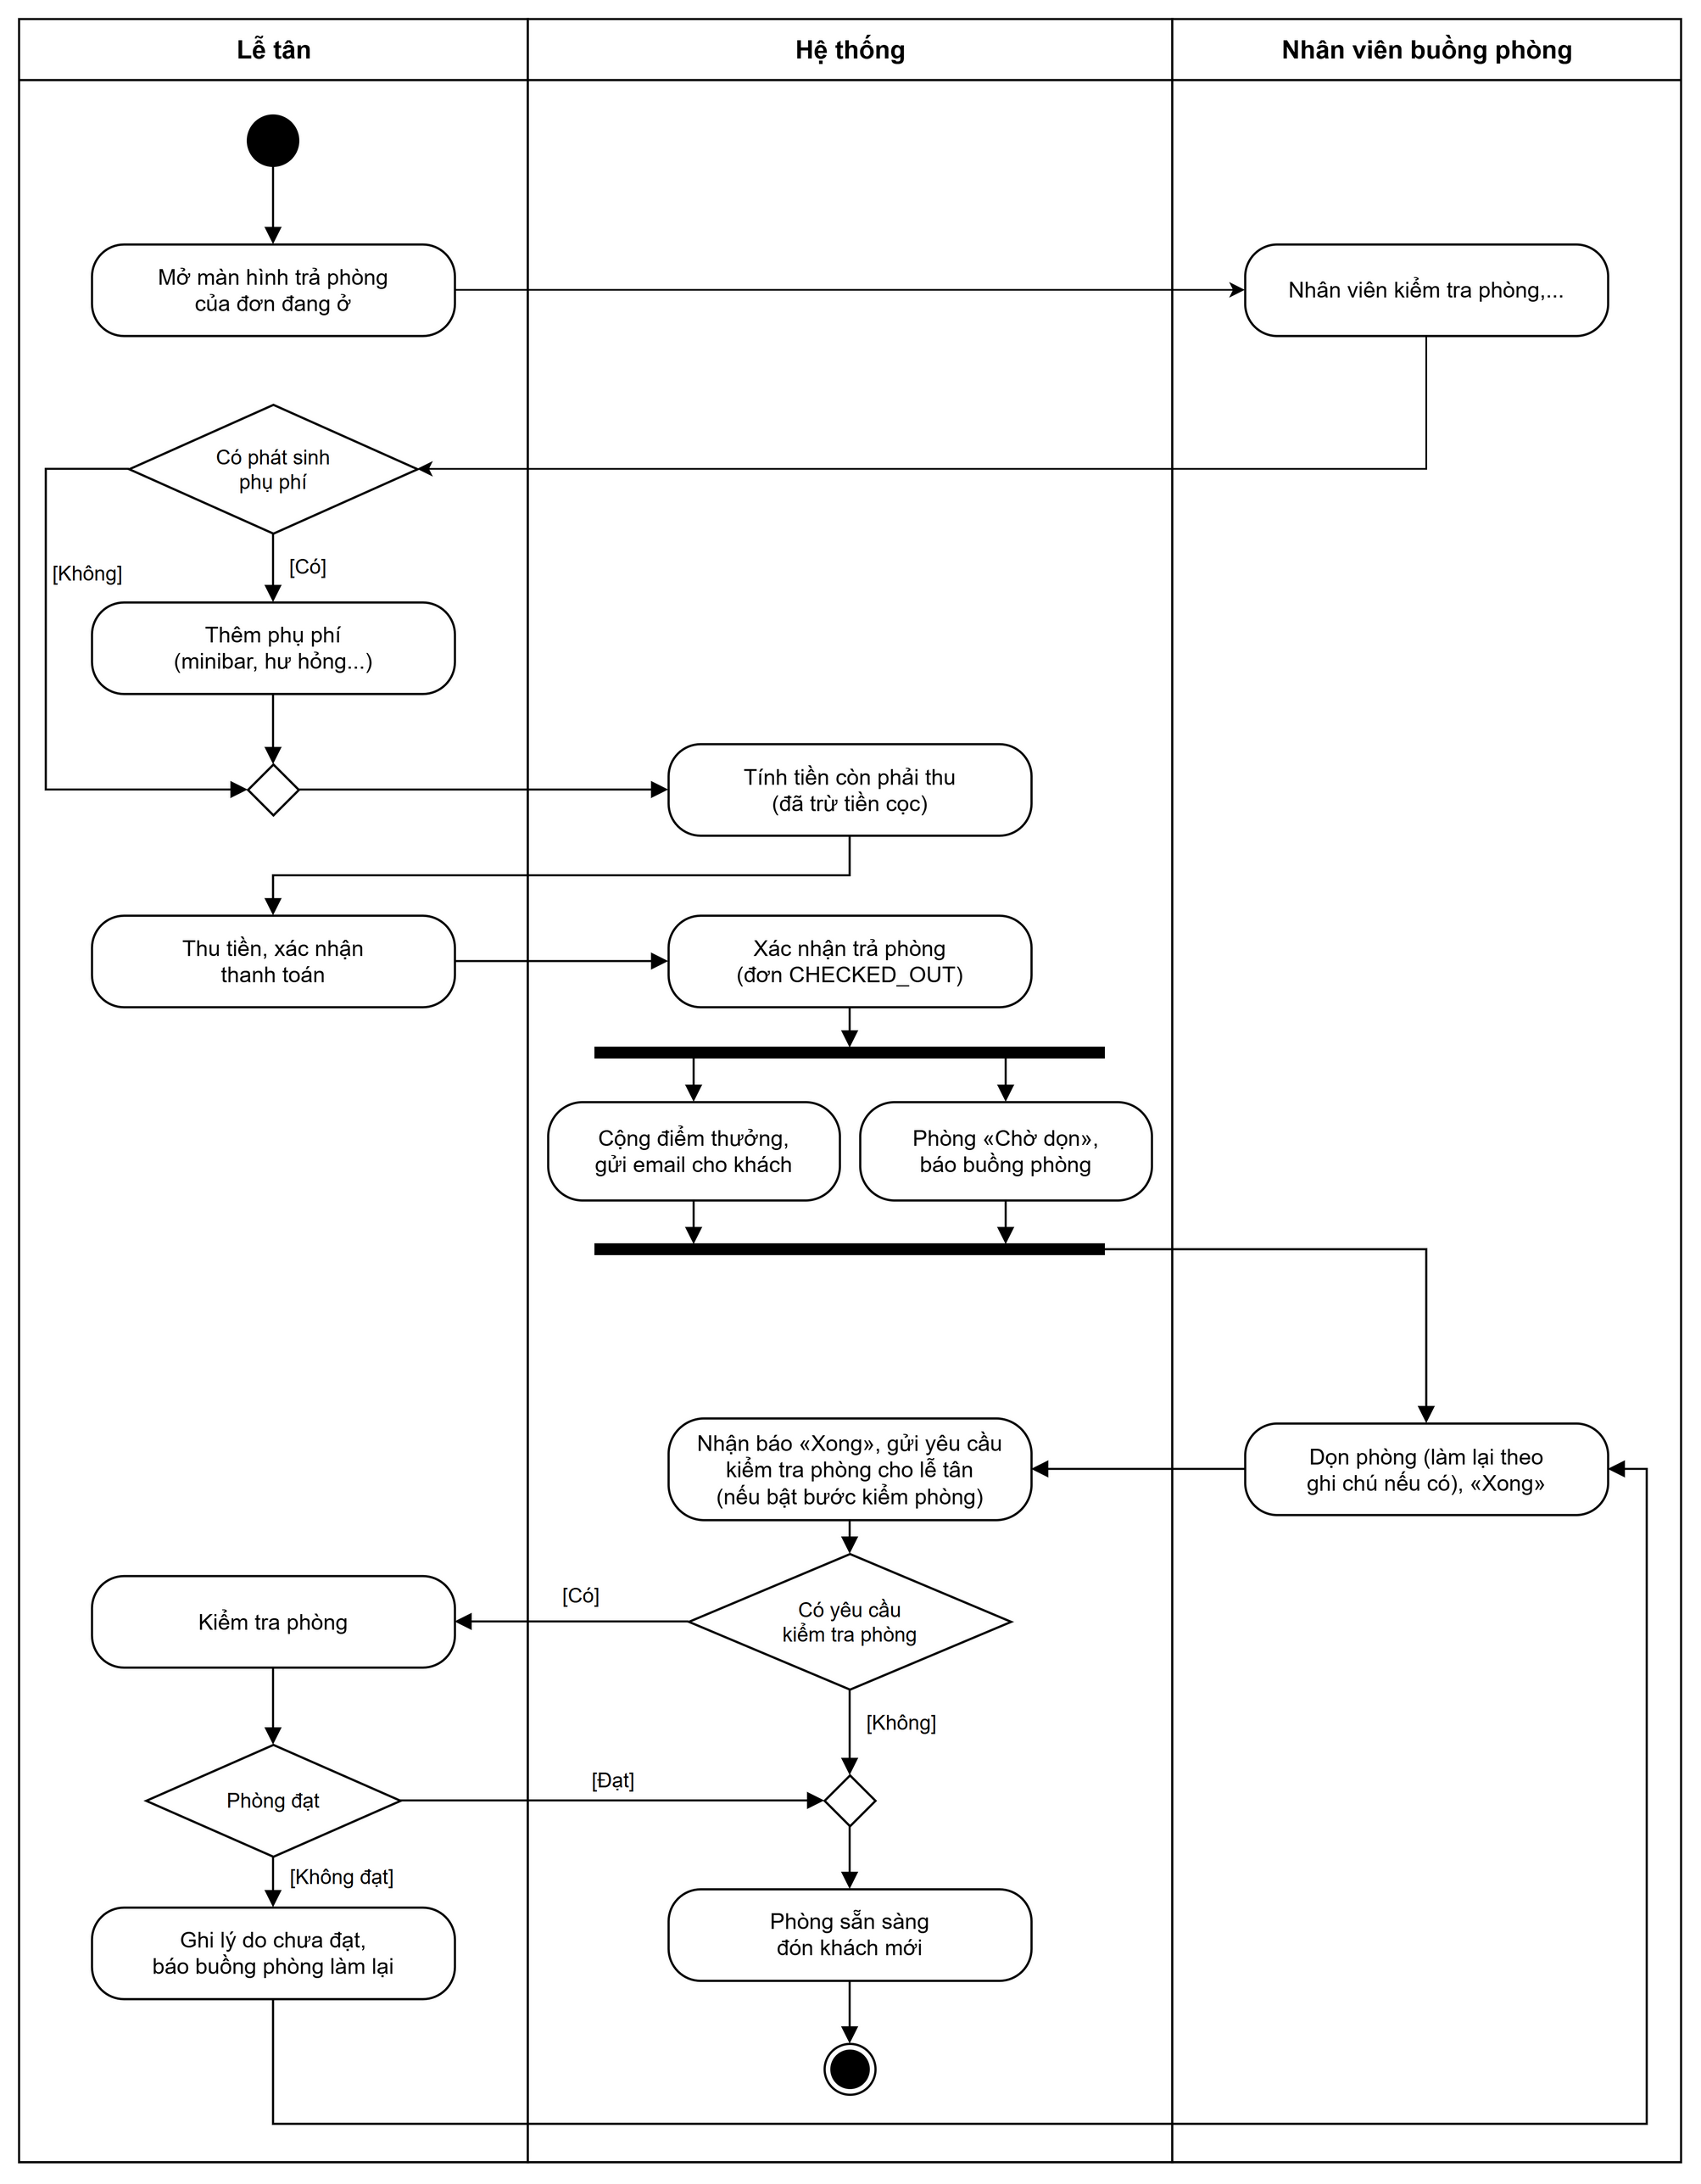 Lễ tân
Hệ thống
Nhân viên buồng phòng
Mở màn hình trả phòng
của đơn đang ở
Nhân viên kiểm tra phòng,...
Có phát sinh
phụ phí
[Không]
[Có]
Thêm phụ phí
(minibar, hư hỏng...)
Tính tiền còn phải thu
(đã trừ tiền cọc)
Thu tiền, xác nhận
thanh toán
Xác nhận trả phòng
(đơn CHECKED_OUT)
Cộng điểm thưởng,
gửi email cho khách
Phòng «Chờ dọn»,
báo buồng phòng
Nhận báo «Xong», gửi yêu cầu
kiểm tra phòng cho lễ tân
(nếu bật bước kiểm phòng)
Dọn phòng (làm lại theo
ghi chú nếu có), «Xong»
[Có]
Có yêu cầu
kiểm tra phòng
Kiểm tra phòng
[Không]
[Đạt]
Phòng đạt
[Không đạt]
Ghi lý do chưa đạt,
báo buồng phòng làm lại
Phòng sẵn sàng
đón khách mới